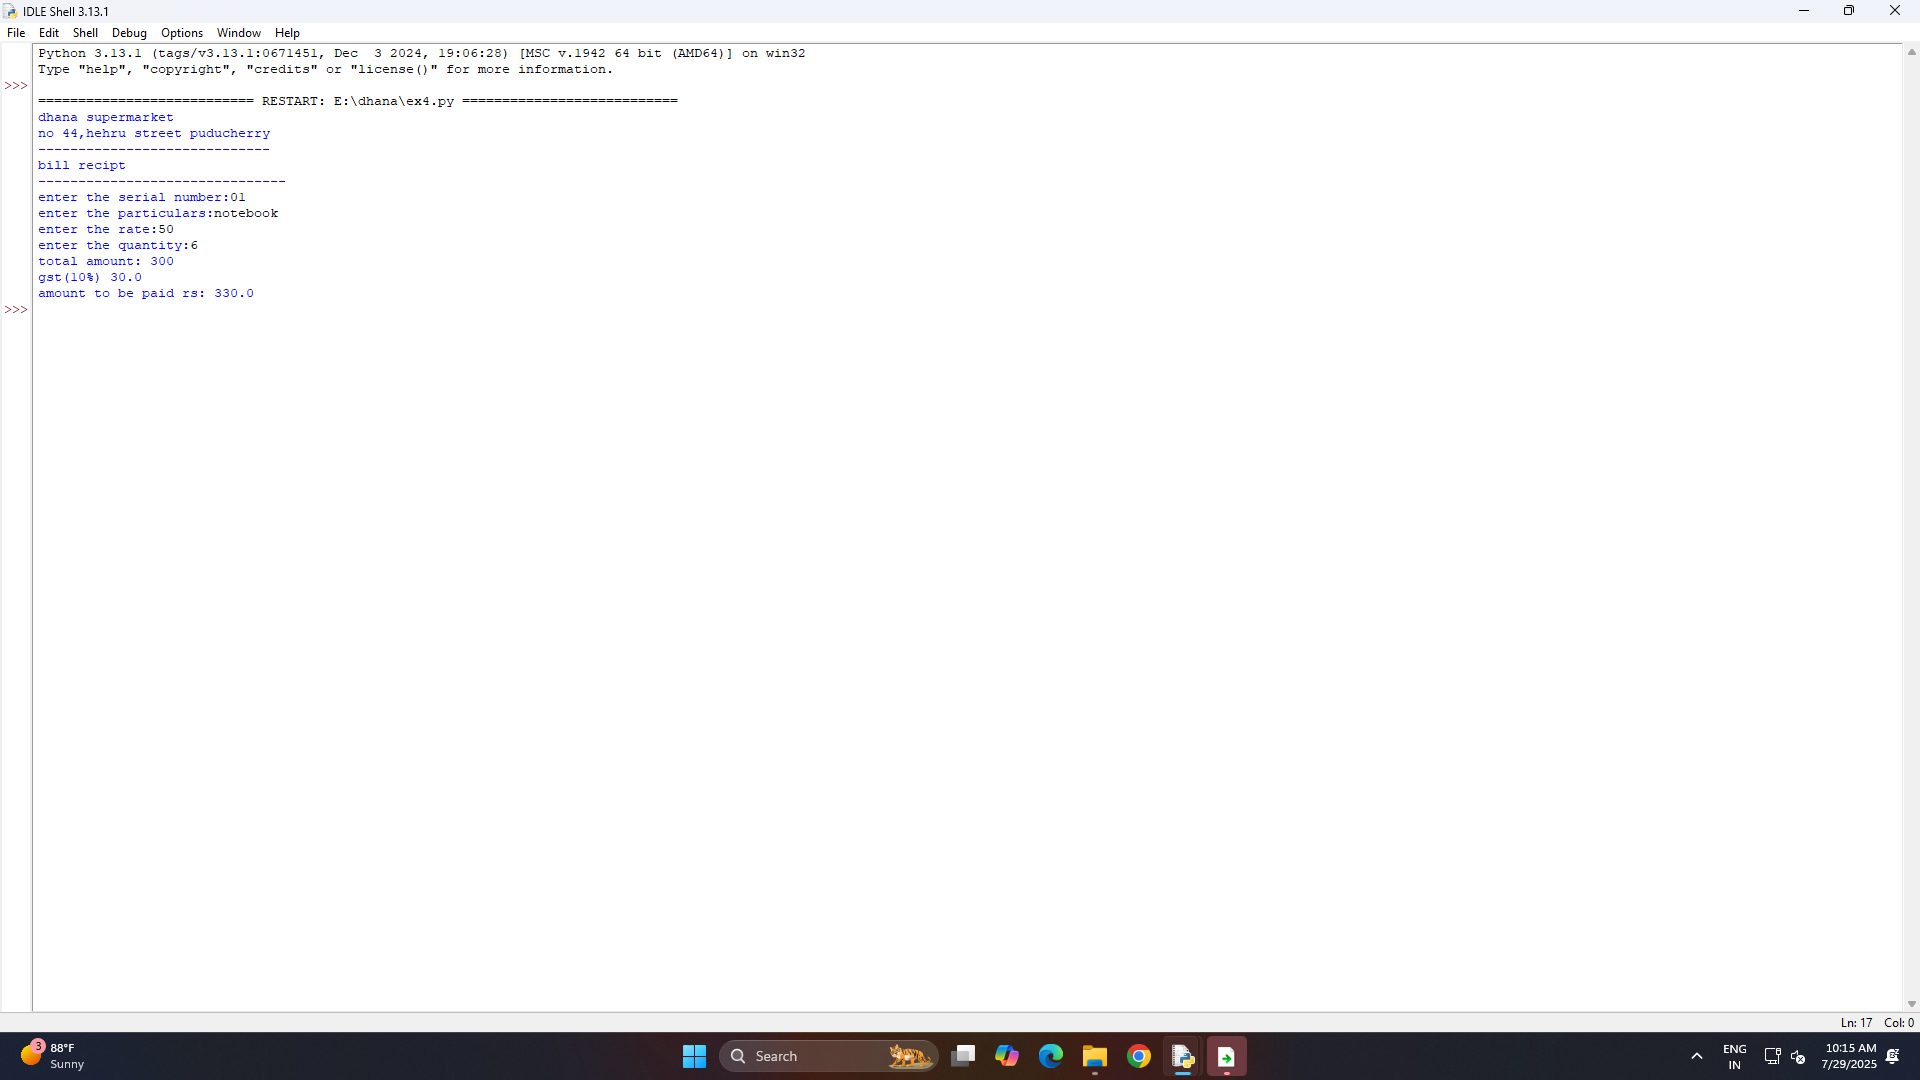 IDLE Shell 3.13.1
File Edit Shell Debug Options Window Help
Python 3.13.1 (tags/v3.13.1:0671451, Dec  3 2024, 19:06:28) [MSC v.1942 64 bit (AMD64)] on win32
Type "help", "copyright", "credits" or "license()" for more information.
>>>
=========================== RESTART: E:\dhana\ex4.py ===========================
dhana supermarket
no 44,hehru street puducherry
-----------------------------
bill recipt
-------------------------------
enter the serial number:01
enter the particulars:notebook
enter the rate:50
enter the quantity:6
total amount: 300
gst(10%) 30.0
amount to be paid rs: 330.0
>>>
Ln: 17 Col: 0
3
88°F
Sunny
Search
ENG
IN
10:15 AM
7/29/2025